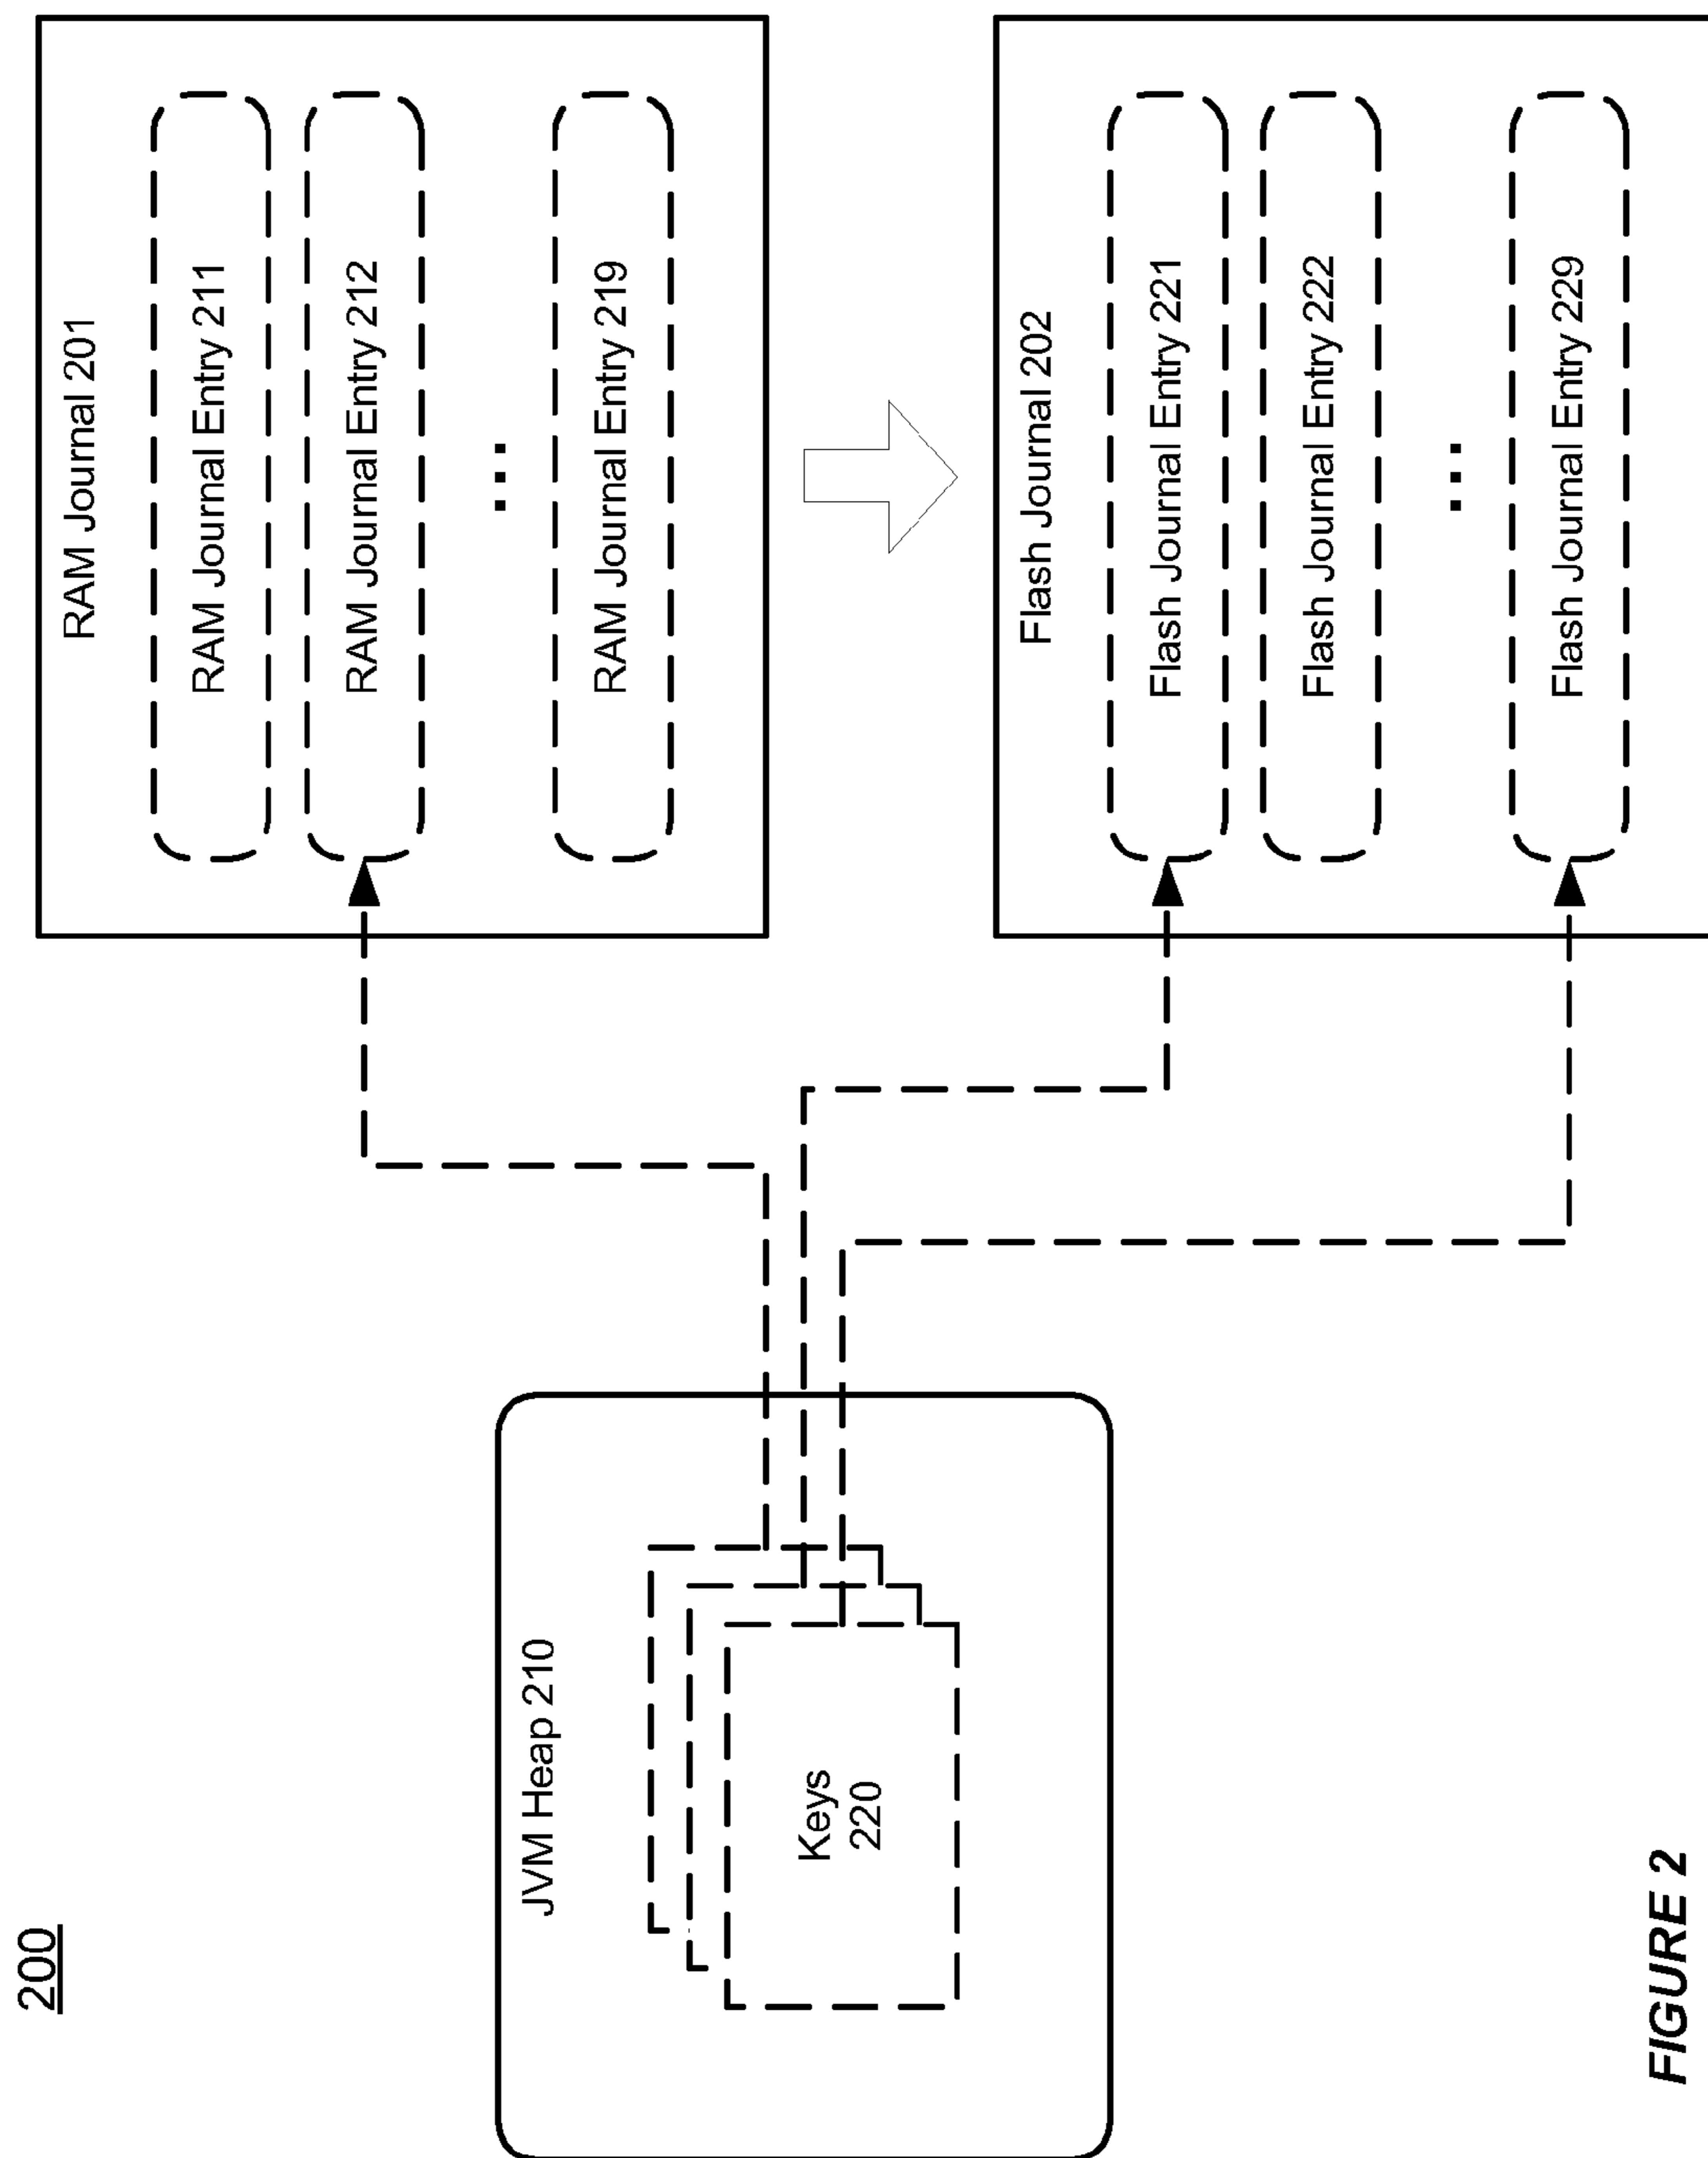 200
JVM Heap 210
Keys
220
RAM Journal 201
RAM Journal Entry 211
RAM Journal Entry 212
...
RAM Journal Entry 219
Flash Journal 202
Flash Journal Entry 221
Flash Journal Entry 222
...
Flash Journal Entry 229
FIGURE 2